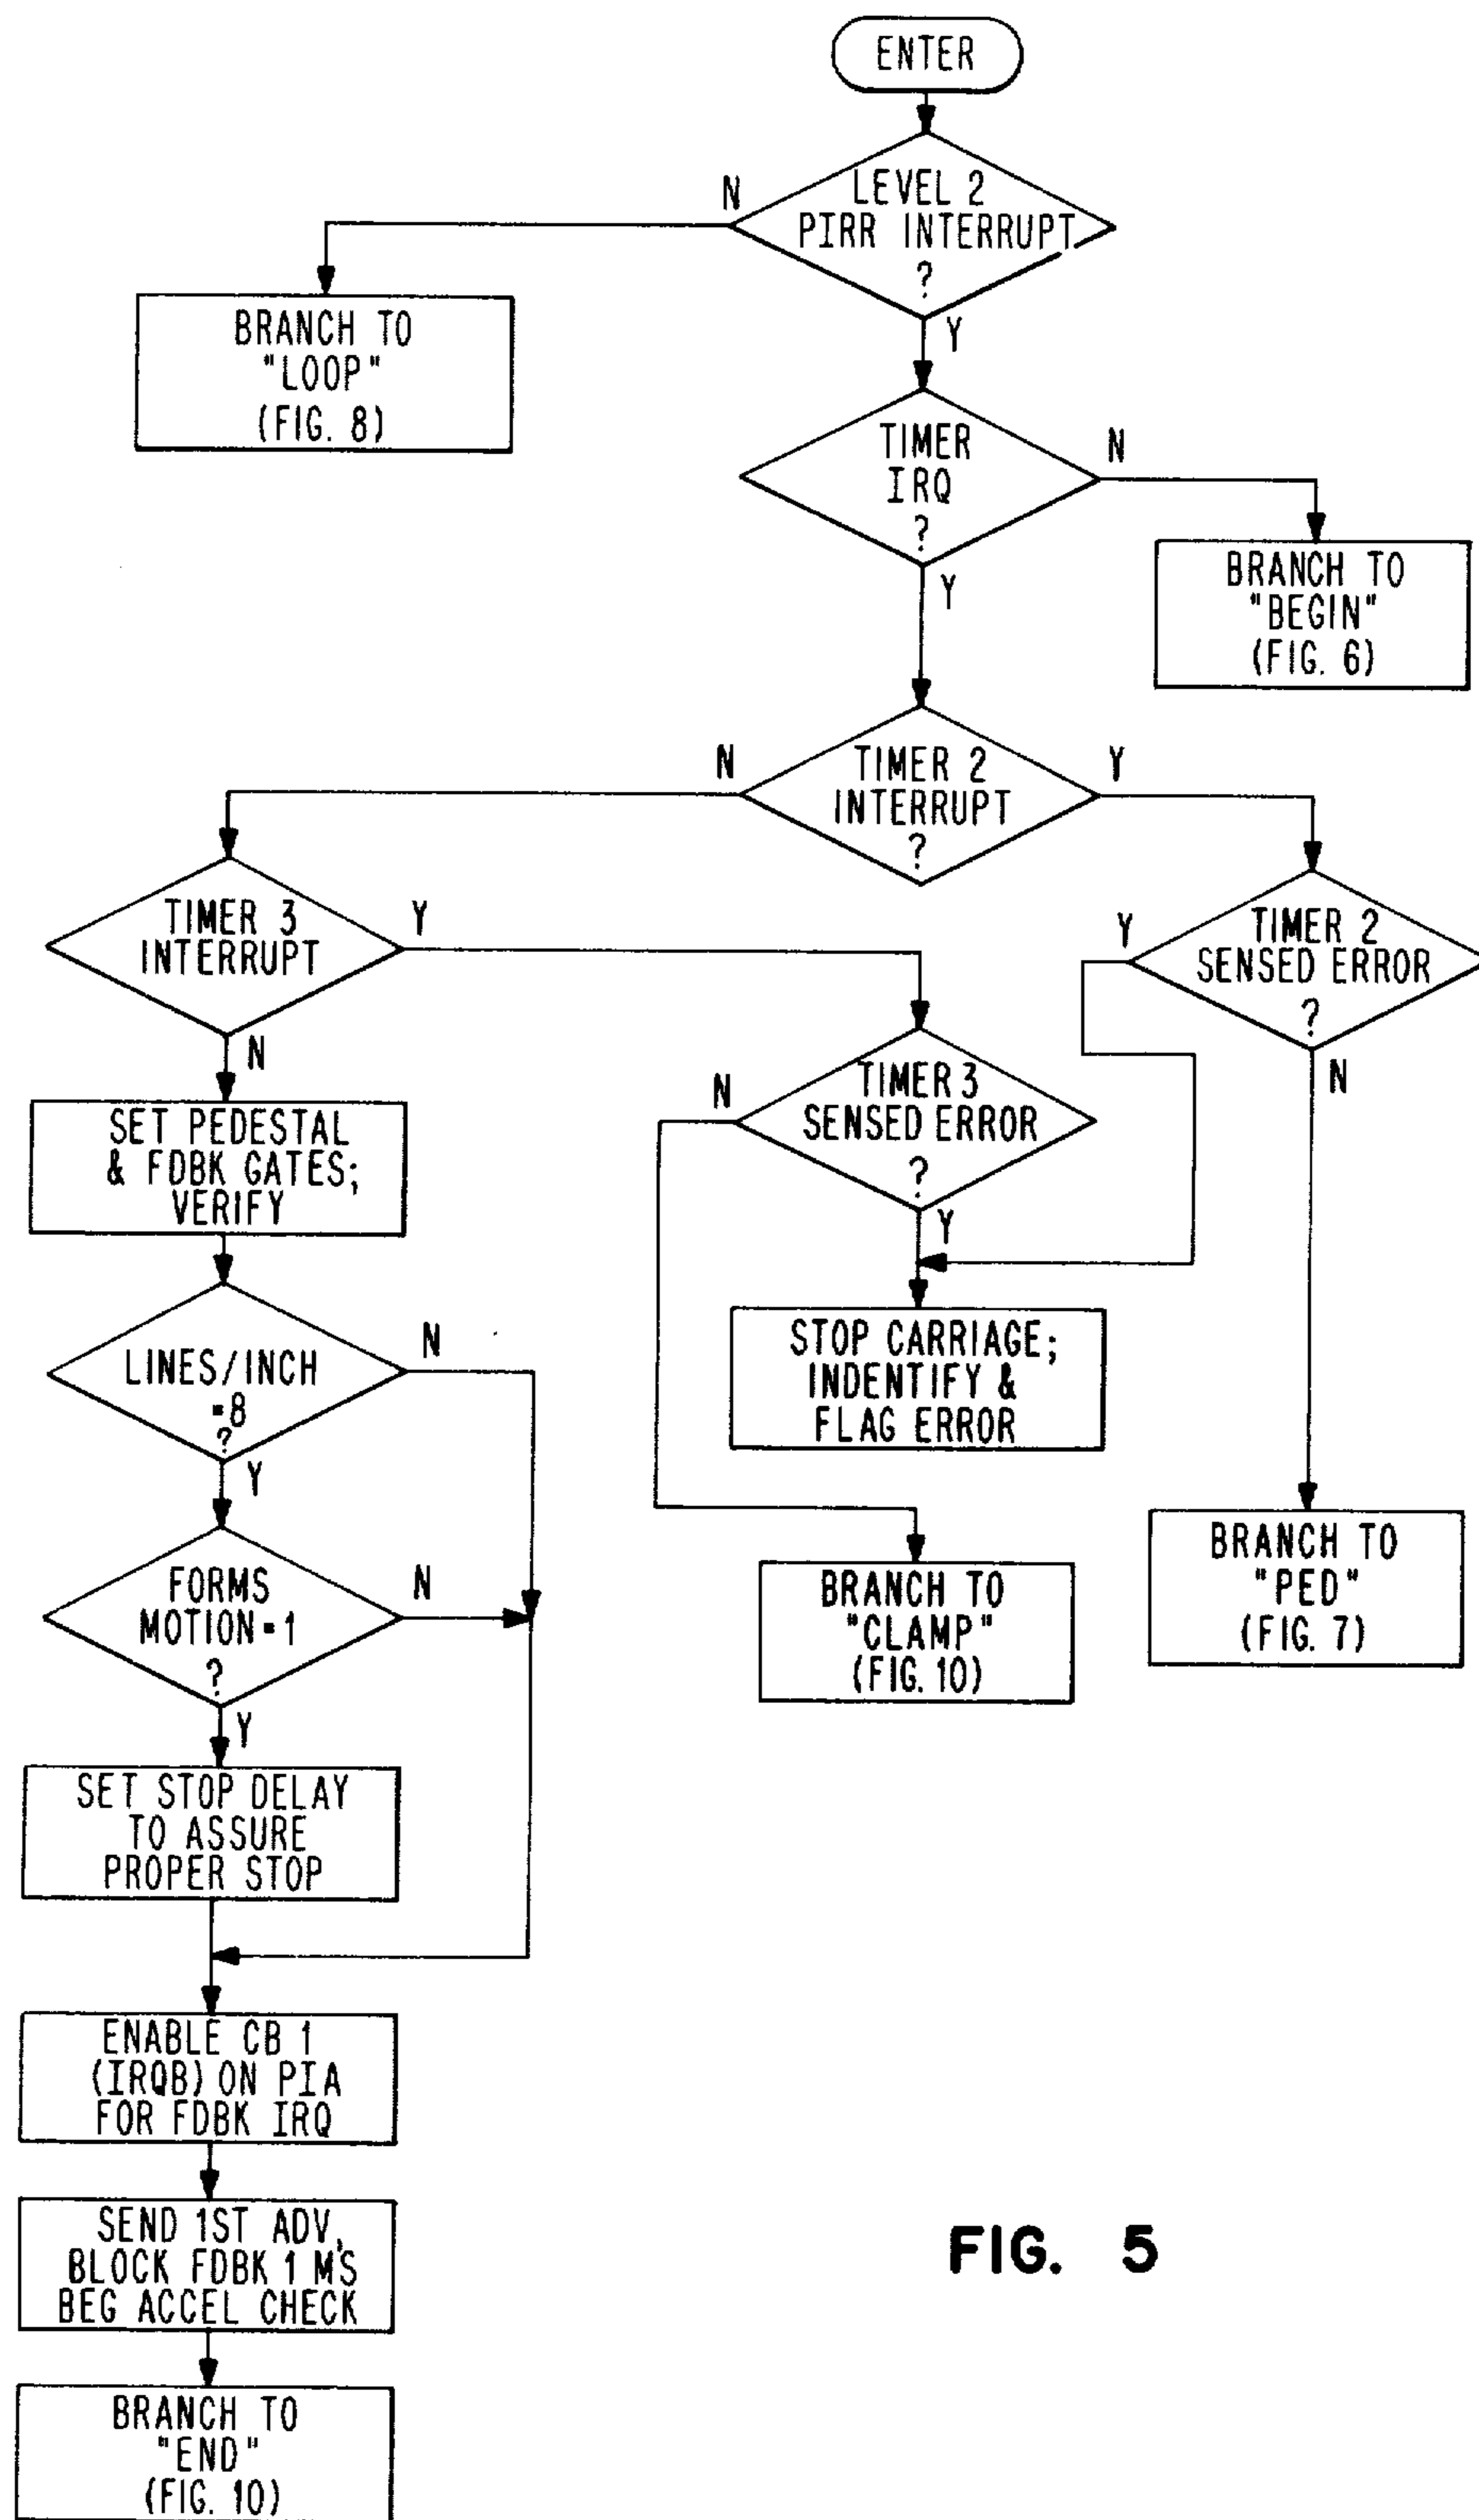 ENTER
LEVEL 2
PIRR INTERRUPT
?
N
Y
BRANCH TO
"LOOP"
(FIG. 8)
TIMER
IRQ
?
N
Y
BRANCH TO
"BEGIN"
(FIG. 6)
TIMER 2
INTERRUPT
?
N
Y
TIMER 3
INTERRUPT
Y
N
TIMER 2
SENSED ERROR
?
Y
N
TIMER 3
SENSED ERROR
?
N
Y
SET PEDESTAL
& FDBK GATES;
VERIFY
LINES/INCH
=8
?
N
Y
STOP CARRIAGE;
INDENTIFY &
FLAG ERROR
FORMS
MOTION=1
?
N
Y
BRANCH TO
"CLAMP"
(FIG. 10)
BRANCH TO
"PED"
(FIG. 7)
SET STOP DELAY
TO ASSURE
PROPER STOP
ENABLE CB 1
(IRQB) ON PIA
FOR FDBK IRQ
SEND 1ST ADV,
BLOCK FDBK 1 M'S
BEG ACCEL CHECK
BRANCH TO
"END"
(FIG. 10)
FIG. 5